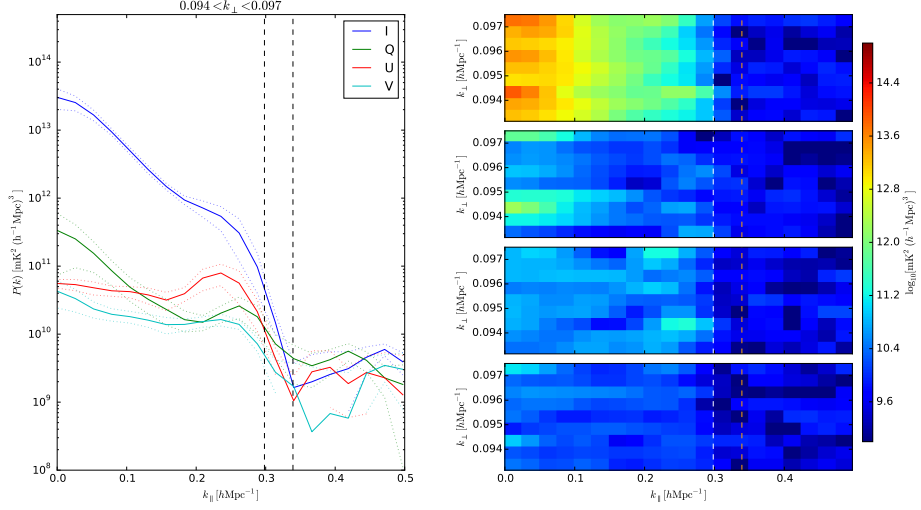 0.094 < k⊥ < 0.097
10^14
10^13
10^12
10^11
10^10
10^9
10^8
P(k) [mK² (h⁻¹Mpc)³]
I
Q
U
V
0.0 0.1 0.2 0.3 0.4 0.5
k∥[hMpc⁻¹]
0.097
0.096
0.095
0.094
k⊥ [hMpc⁻¹]
0.097
0.096
0.095
0.094
k⊥ [hMpc⁻¹]
0.097
0.096
0.095
0.094
k⊥ [hMpc⁻¹]
0.097
0.096
0.095
0.094
k⊥ [hMpc⁻¹]
0.0 0.1 0.2 0.3 0.4
k∥[hMpc⁻¹]
14.4
13.6
12.8
12.0
11.2
10.4
9.6
log₁₀[mK² (h⁻¹Mpc)³